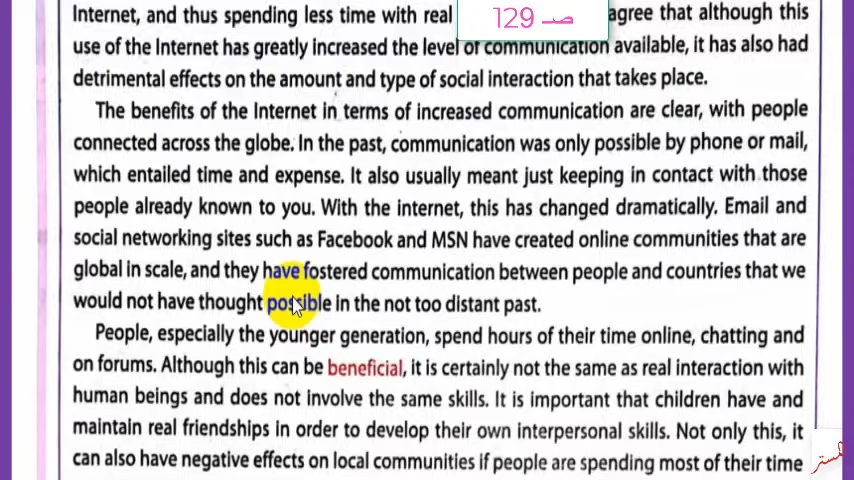 Internet, and thus spending less time with real
صـ 129
agree that although this
use of the Internet has greatly increased the level of communication available, it has also had
detrimental effects on the amount and type of social interaction that takes place.
The benefits of the Internet in terms of increased communication are clear, with people
connected across the globe. In the past, communication was only possible by phone or mail,
which entailed time and expense. It also usually meant just keeping in contact with those
people already known to you. With the internet, this has changed dramatically. Email and
social networking sites such as Facebook and MSN have created online communities that are
global in scale, and they have fostered communication between people and countries that we
would not have thought possible in the not too distant past.
People, especially the younger generation, spend hours of their time online, chatting and
on forums. Although this can be beneficial, it is certainly not the same as real interaction with
human beings and does not involve the same skills. It is important that children have and
maintain real friendships in order to develop their own interpersonal skills. Not only this, it
can also have negative effects on local communities if people are spending most of their time